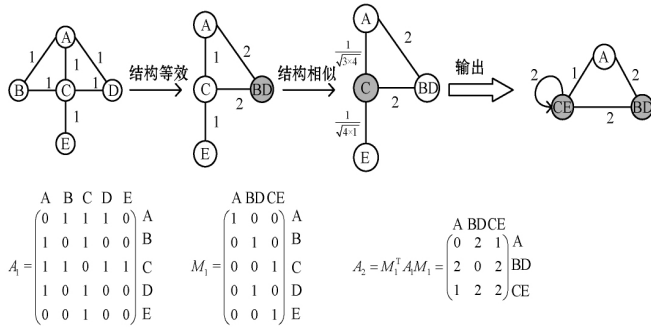 A
1 1 1
B 1 C 1 D
1
E
结构等效
A
1 2
C 2 BD
1
E
结构相似
A
1/√3×4 2
C 2 BD
1/√4×1
E
输出
A
2 1 2
CE 2 BD
A B C D E
0 1 1 1 0 A
1 0 1 0 0 B
A₁= 1 1 0 1 1 C
1 0 1 0 0 D
0 0 1 0 0 E
A BD CE
1 0 0 A
0 1 0 B
M₁= 0 0 1 C
0 1 0 D
0 0 1 E
A BD CE
0 2 1 A
A₂=M₁ᵀA₁M₁= 2 0 2 BD
1 2 2 CE